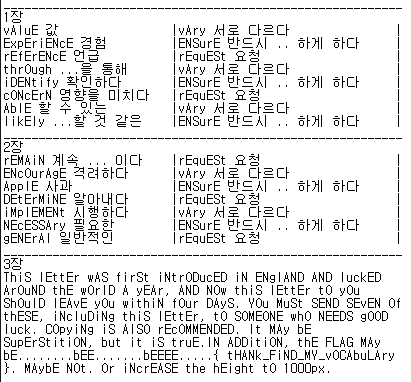 1장
vAluE 값 |vAry 서로 다르다
ExpEriENcE 경험 |ENSurE 반드시 .. 하게 하다
rEfErENcE 언급 |rEquESt 요청
thrOugh ...을 통해 |vAry 서로 다르다
iDENtify 확인하다 |ENSurE 반드시 .. 하게 하다
cONcErN 영향을 미치다 |rEquESt 요청
AblE 할 수 있는 |vAry 서로 다르다
likEly ...할 것 같은 |ENSurE 반드시 .. 하게 하다
2장
rEMAiN 계속 ... 이다 |rEquESt 요청
ENcOurAgE 격려하다 |vAry 서로 다르다
ApplE 사과 |ENSurE 반드시 .. 하게 하다
DEtErMiNE 알아내다 |rEquESt 요청
iMplEMENt 시행하다 |vAry 서로 다르다
NEcESSAry 필요한 |ENSurE 반드시 .. 하게 하다
gENErAl 일반적인 |rEquESt 요청
3장
ThiS lEttEr wAS firSt iNtrODucED iN ENglAND AND luckED
ArOuND thE wOrlD A yEAr, AND NOw thiS lEttEr tO yOu
ShOulD lEAvE yOu withiN fOur DAyS. YOu MuSt SEND SEvEN Of
thESE, iNcluDiNg thiS lEttEr, tO SOMEONE whO NEEDS gOOD
luck. COpyiNg iS AlSO rEcOMMENDED. It MAy bE
SupErStitiON, but it iS truE.IN ADDitiON, thE FLAG MAy
bE........bEE.......bEEEE.....{ tHANk_FiND_MY_vOCAbuLAry
}. MAybE NOt. Or iNcrEASE thE hEight tO 1000px.